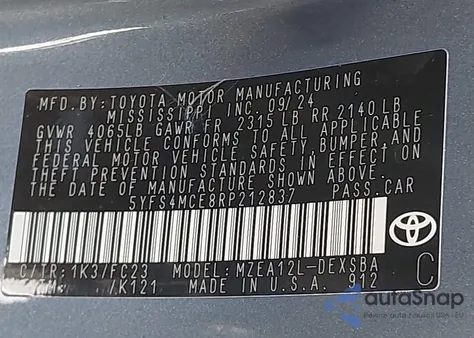 MFD. BY: TOYOTA MOTOR MANUFACTURING
MISSISSIPPI INC. 09/24
GVWR 4065LB GAWR FR 2315 LB RR 2140 LB
THIS VEHICLE CONFORMS TO ALL APPLICABLE
FEDERAL MOTOR VEHICLE SAFETY, BUMPER, AND
THEFT PREVENTION STANDARDS IN EFFECT ON
THE DATE OF MANUFACTURE SHOWN ABOVE.
5YFS4MCE8RP212837 PASS.CAR
C/TR:1K3/FC23 MODEL:MZEA12L-DEXSBA
/K121 MADE IN U.S.A. 912 C
autoSnap